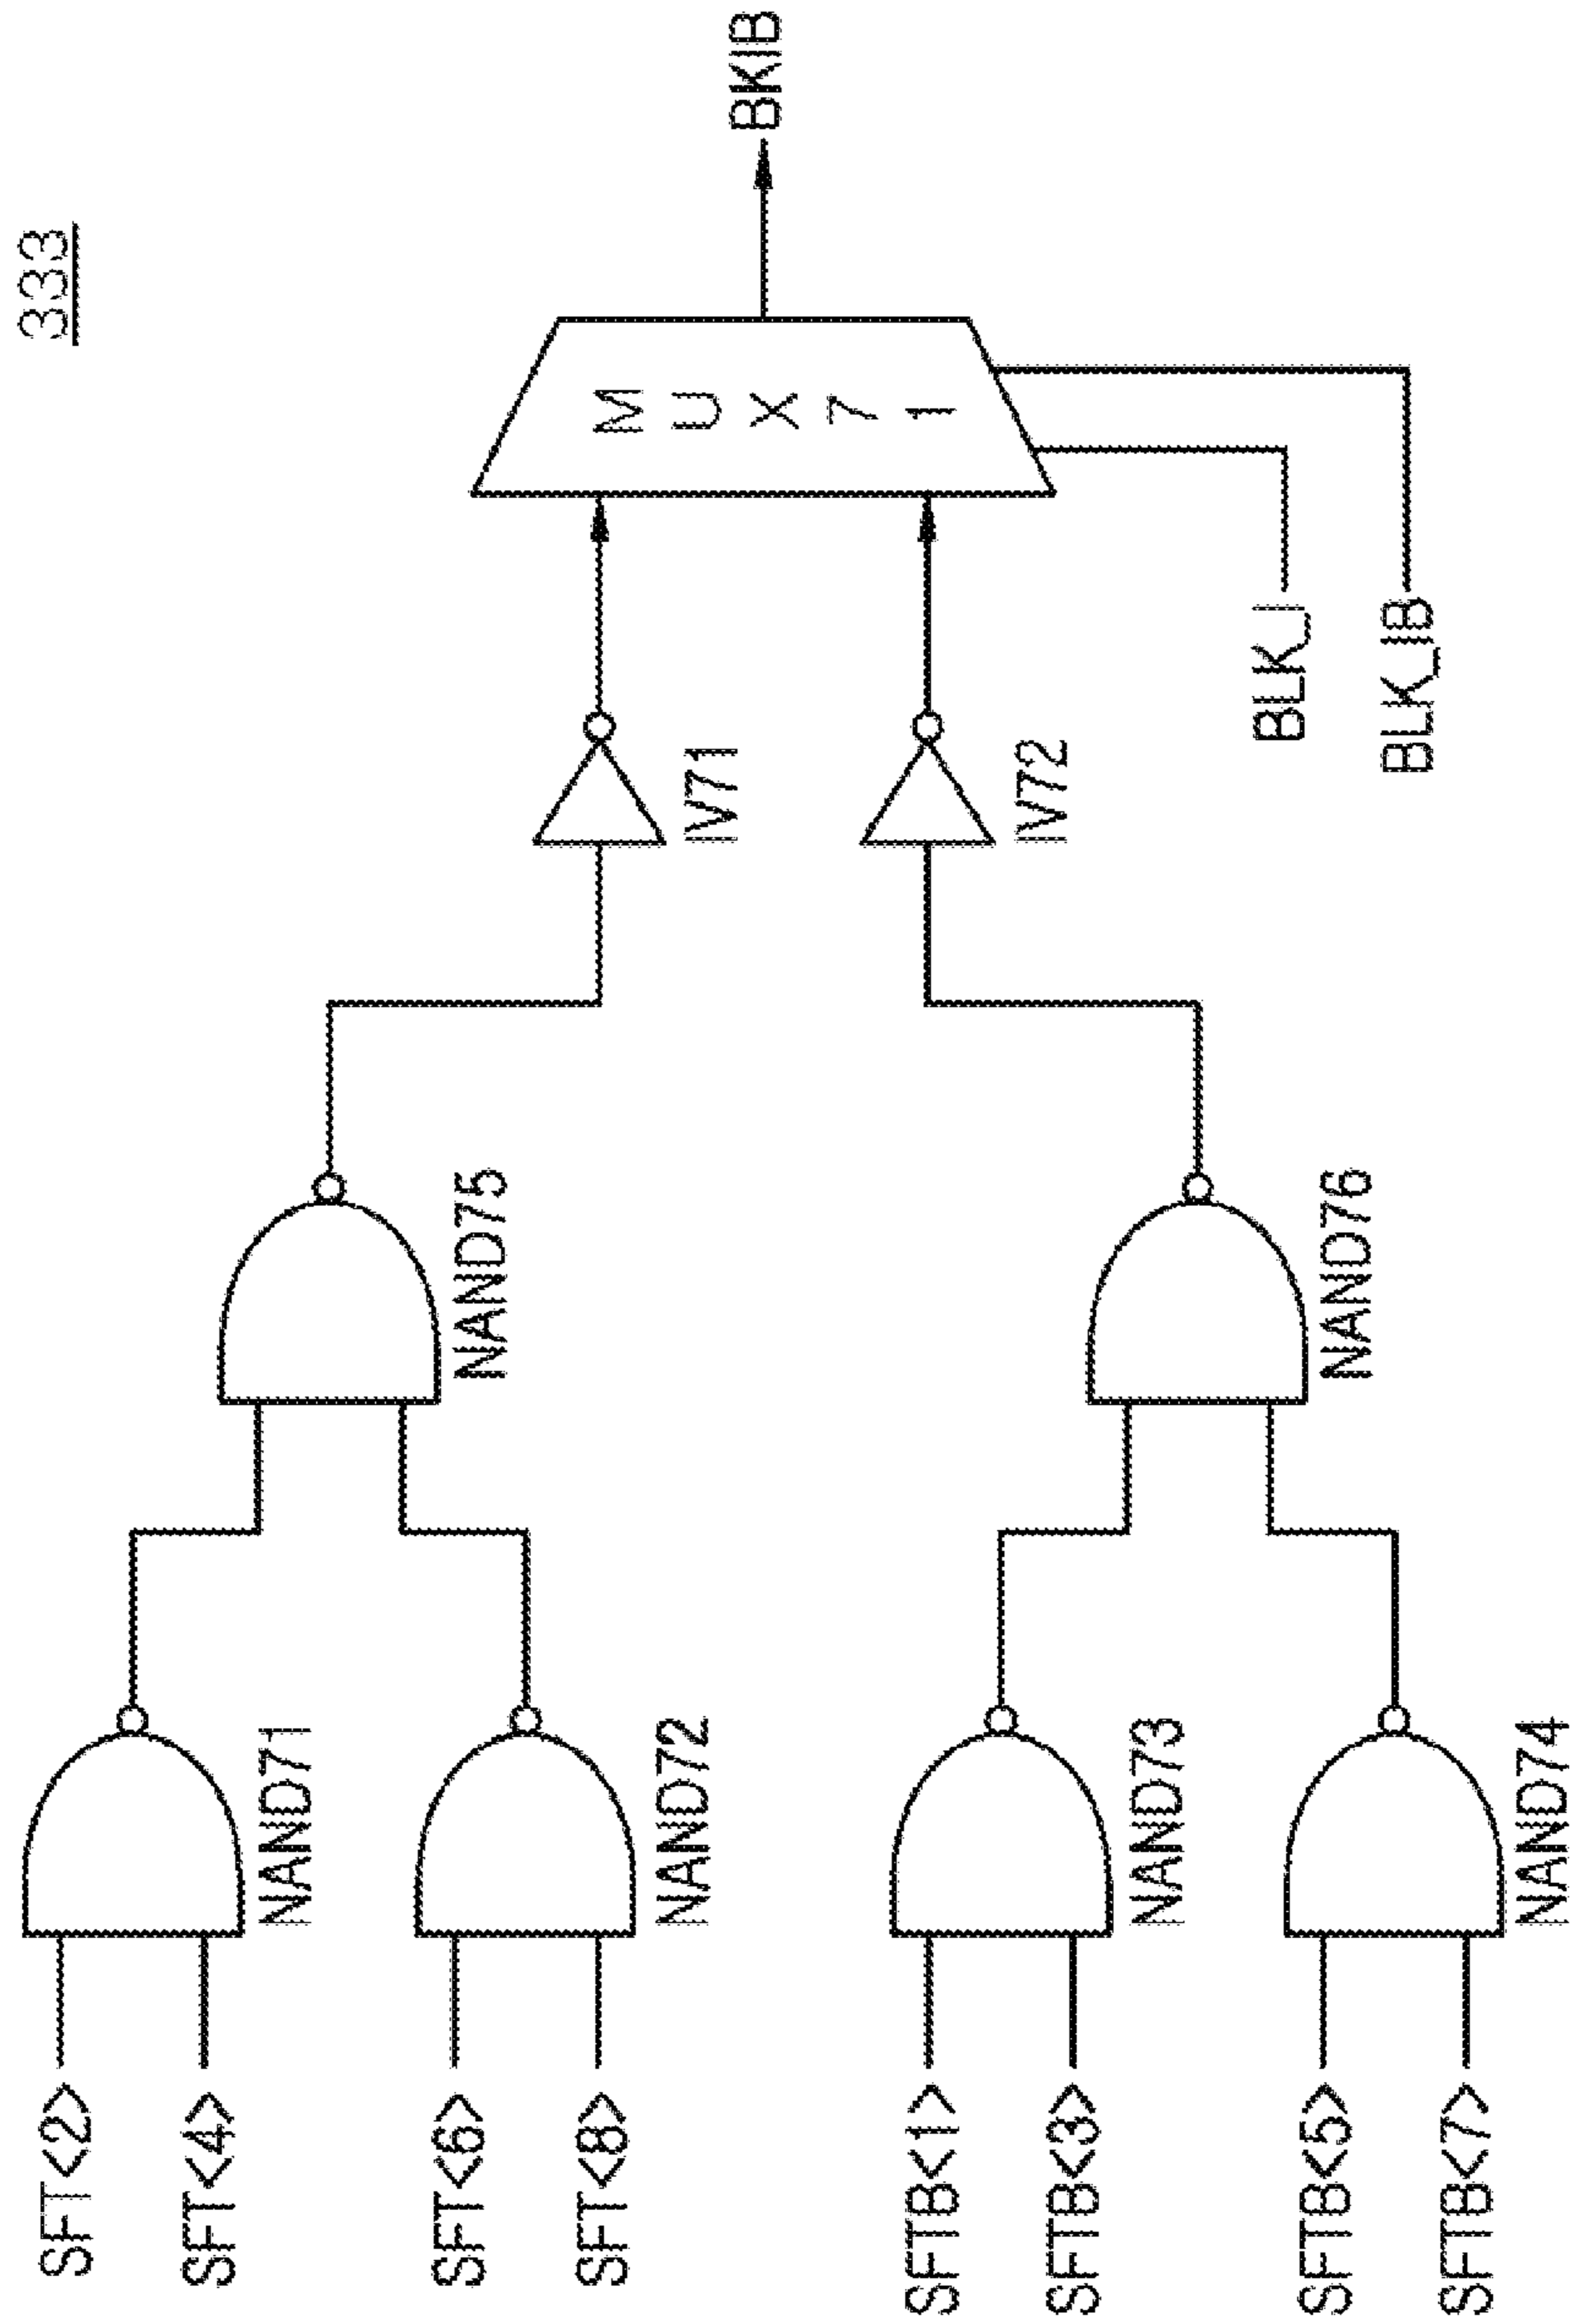 333
SFT<2>
SFT<4>
NAND71
SFT<6>
SFT<8>
NAND72
NAND75
IV71
SFTB<1>
SFTB<3>
NAND73
SFTB<5>
SFTB<7>
NAND74
NAND76
IV72
MUX71
BKIB
BLK_I
BLK_IB